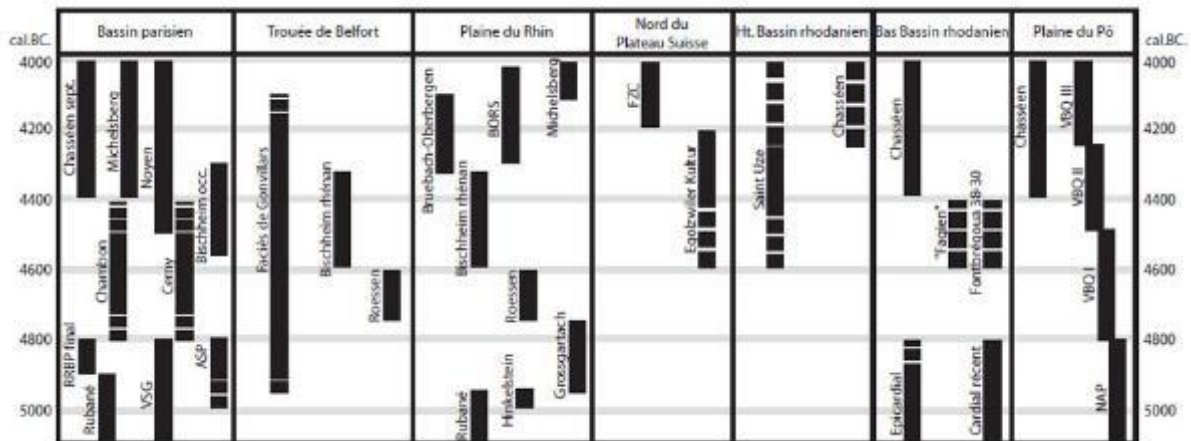 Bassin parisien
Trouée de Belfort
Plaine du Rhin
Nord du
Plateau Suisse
Ht. Bassin rhodanien
Bas Bassin rhodanien
Plaine du Pô
cal.BC.
cal.BC.
4000
4200
4400
4600
4800
5000
Chasséen sept.
Michelsberg
Noyen
Bischheim occ.
Chambon
Cerny
RRBP final
Rubané
VSG
ASP
Faciès de Gonvillars
Bischheim rhénan
Roessen
Bruebach-Oberbergen
BORS
Michelsberg
Bischheim rhénan
Roessen
Grossgartach
Hinkelstein
Rubané
FZC
Egolzwiler Kultur
Saint Uze
Chasséen
Chasséen
"Fagien"
Fontbrégoua 38-30
Epicardial
Cardial récent
Chasséen
VBQ III
VBQ II
VBQ I
NAP
4000
4200
4400
4600
4800
5000